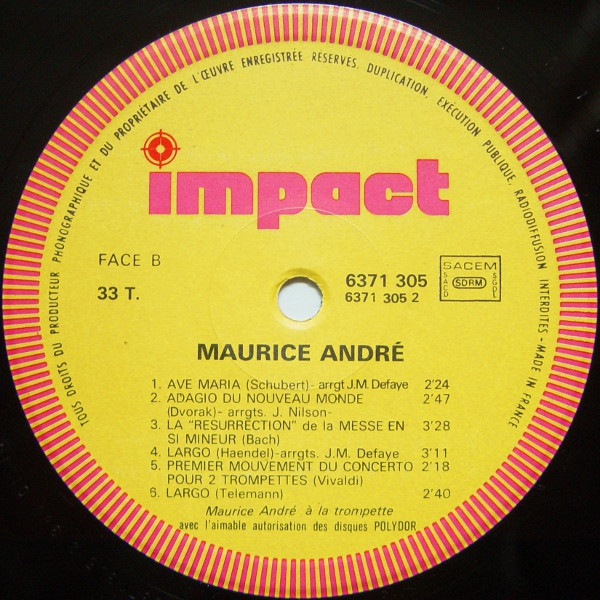 TOUS DROITS DU PRODUCTEUR PHONOGRAPHIQUE ET DU PROPRIÉTAIRE DE L'ŒUVRE ENREGISTRÉE RÉSERVÉS. DUPLICATION, EXÉCUTION PUBLIQUE, RADIODIFFUSION INTERDITES - MADE IN FRANCE
impact
FACE B
33 T.
6371 305
6371 305 2
SACEM
SACD
SDRM
SGDL
MAURICE ANDRÉ
1. AVE MARIA (Schubert)- arrgt J.M. Defaye 2'24
2. ADAGIO DU NOUVEAU MONDE 2'47
(Dvorak)- arrgts. J. Nilson-
3. LA "RESURRECTION" de la MESSE EN 3'28
SI MINEUR (Bach)
4. LARGO (Haendel)-arrgts. J.M. Defaye 3'11
5. PREMIER MOUVEMENT DU CONCERTO 2'18
POUR 2 TROMPETTES (Vivaldi)
6. LARGO (Telemann) 2'40
Maurice André à la trompette
avec l'aimable autorisation des disques POLYDOR